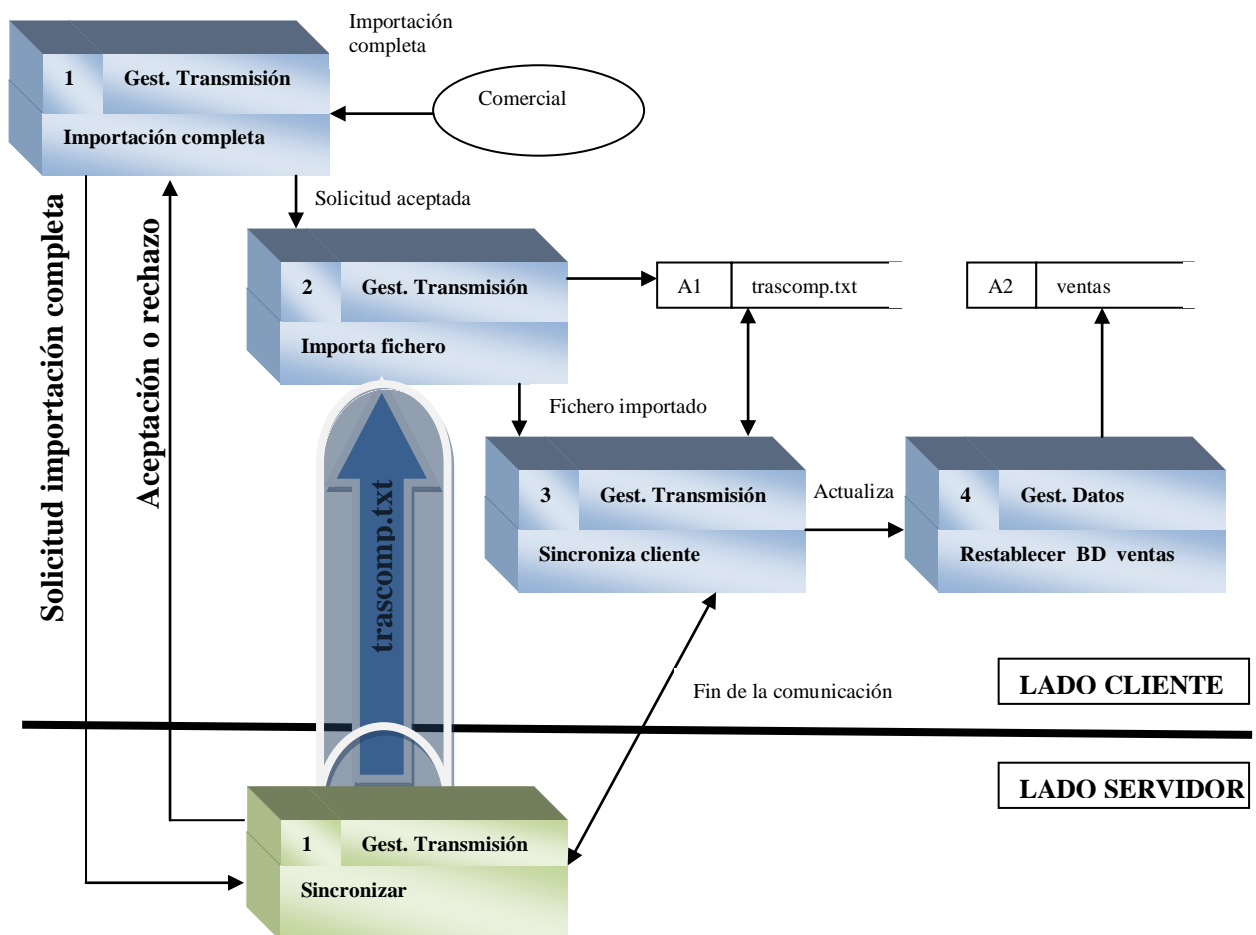 Importación
completa
1 Gest. Transmisión
Importación completa
Comercial
Solicitud aceptada
Solicitud importación completa
Aceptación o rechazo
2 Gest. Transmisión
Importa fichero
A1 trascomp.txt
A2 ventas
Fichero importado
trascomp.txt
3 Gest. Transmisión
Sincroniza cliente
Actualiza
4 Gest. Datos
Restablecer BD ventas
Fin de la comunicación
LADO CLIENTE
LADO SERVIDOR
1 Gest. Transmisión
Sincronizar